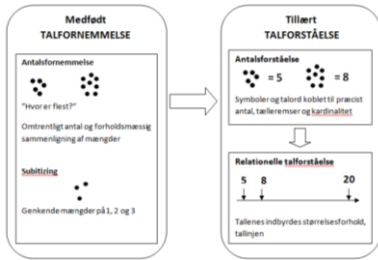 Medfødt
TALFORNEMMELSE
Antalsfornemmelse
"Hvor er flest?"
Omtrentligt antal og forholdsmæssig
sammenligning af mængder
Subitizing
Genkende mængder på 1, 2 og 3
Tillært
TALFORSTÅELSE
Antalsforståelse
= 5
= 8
Symboler og talord koblet til præcist
antal, tælleremser og kardinalitet
Relationelle talforståelse
5 8 20
Tallenes indbyrdes størrelsesforhold,
tallinjen